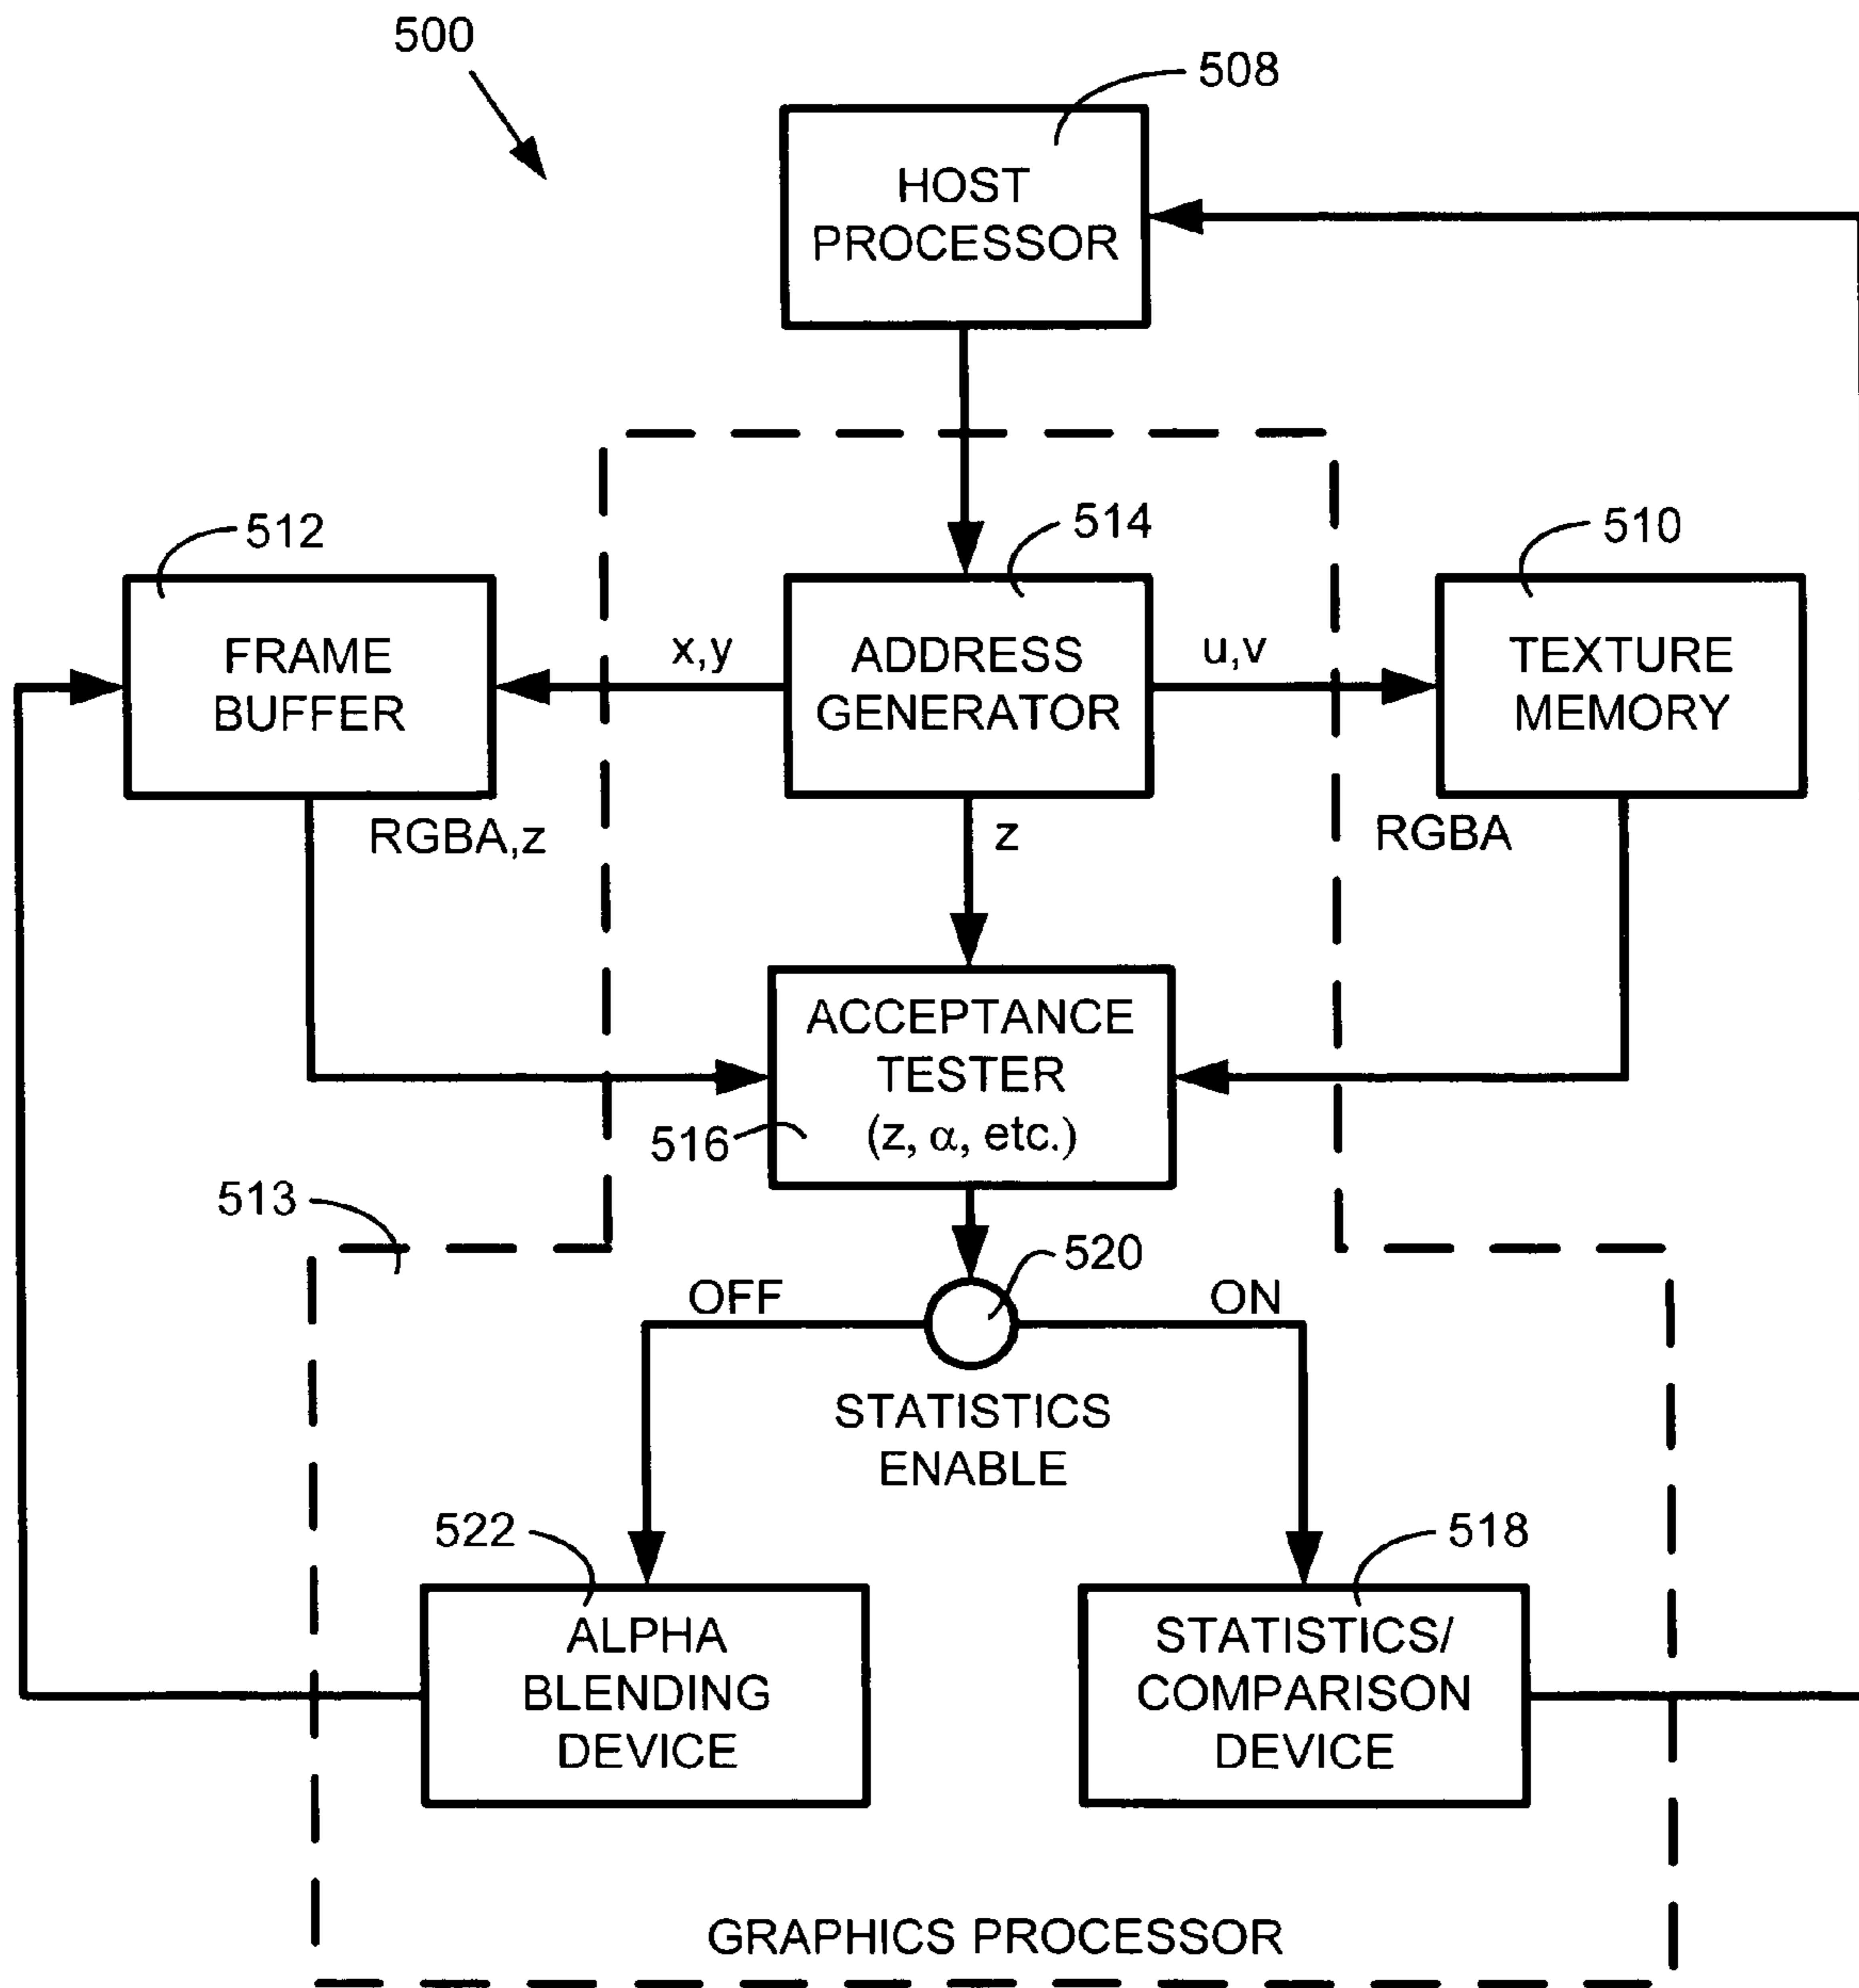 500
508
HOST
PROCESSOR
512
514
510
FRAME
BUFFER
x,y
ADDRESS
GENERATOR
u,v
TEXTURE
MEMORY
RGBA,z
z
RGBA
ACCEPTANCE
TESTER
(z, α, etc.)
516
513
520
OFF
ON
STATISTICS
ENABLE
522
518
ALPHA
BLENDING
DEVICE
STATISTICS/
COMPARISON
DEVICE
GRAPHICS PROCESSOR